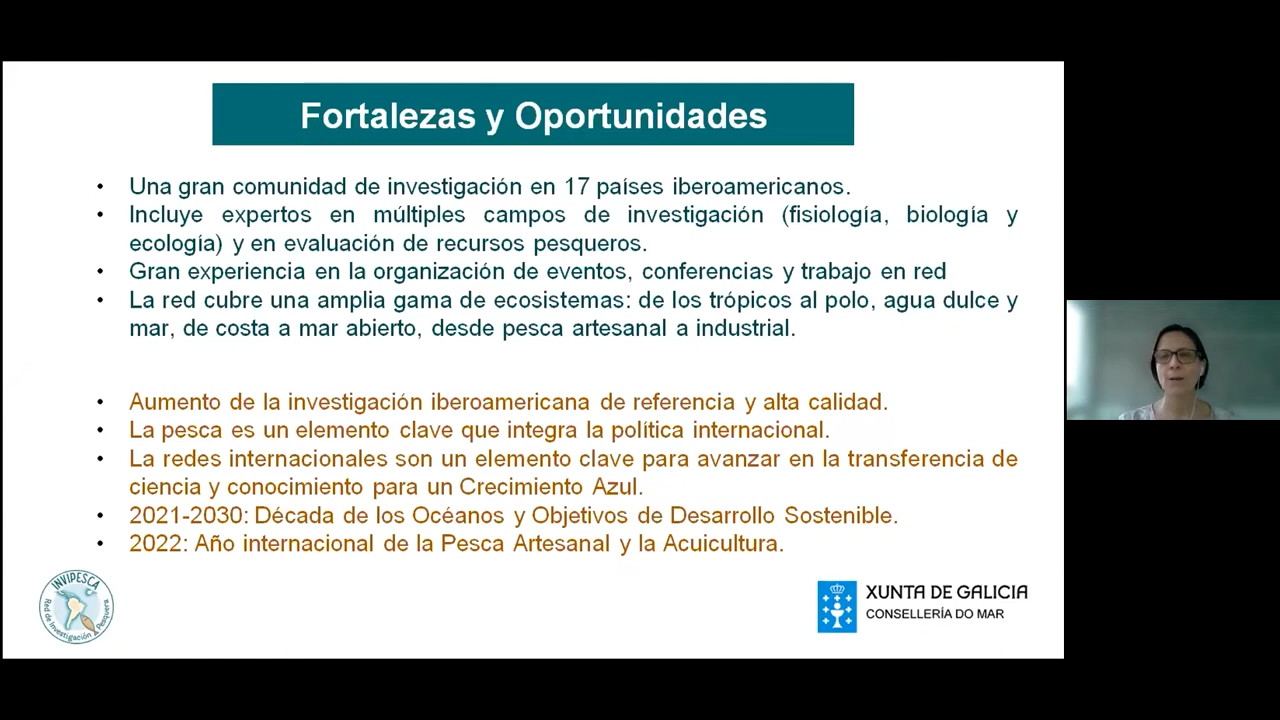 Fortalezas y Oportunidades
• Una gran comunidad de investigación en 17 países iberoamericanos.
• Incluye expertos en múltiples campos de investigación (fisiología, biología y
ecología) y en evaluación de recursos pesqueros.
• Gran experiencia en la organización de eventos, conferencias y trabajo en red
• La red cubre una amplia gama de ecosistemas: de los trópicos al polo, agua dulce y
mar, de costa a mar abierto, desde pesca artesanal a industrial.
• Aumento de la investigación iberoamericana de referencia y alta calidad.
• La pesca es un elemento clave que integra la política internacional.
• La redes internacionales son un elemento clave para avanzar en la transferencia de
ciencia y conocimiento para un Crecimiento Azul.
• 2021-2030: Década de los Océanos y Objetivos de Desarrollo Sostenible.
• 2022: Año internacional de la Pesca Artesanal y la Acuicultura.
INVIPESCA
Red de Investigación Pesquera
XUNTA DE GALICIA
CONSELLERÍA DO MAR